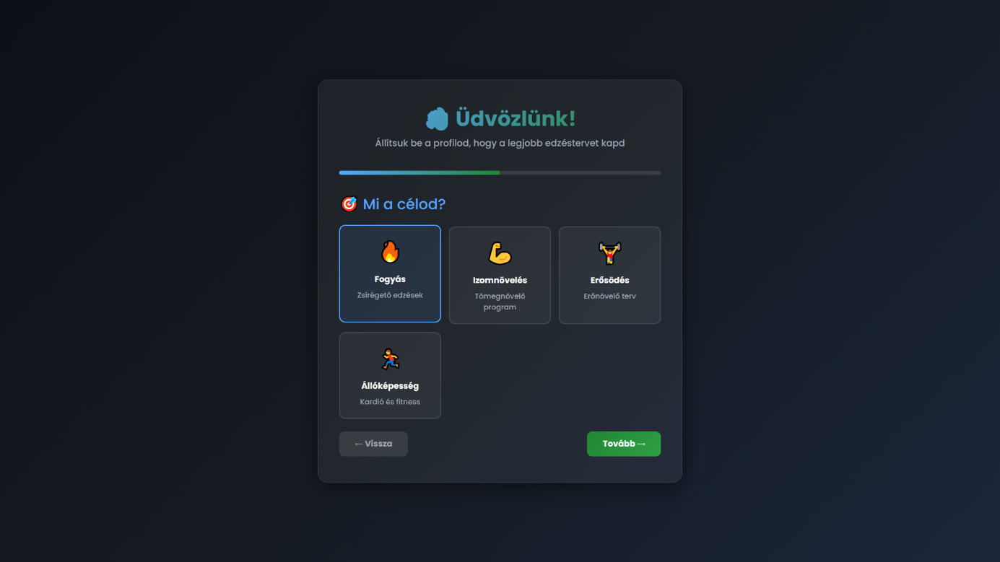 Üdvözlünk!
Állítsuk be a profilod, hogy a legjobb edzéstervet kapd
Mi a célod?
Fogyás
Zsírégető edzések
Izomnövelés
Tömegnövelő
program
Erősödés
Erőnövelő terv
Állóképesség
Kardió és fitness
← Vissza
Tovább →